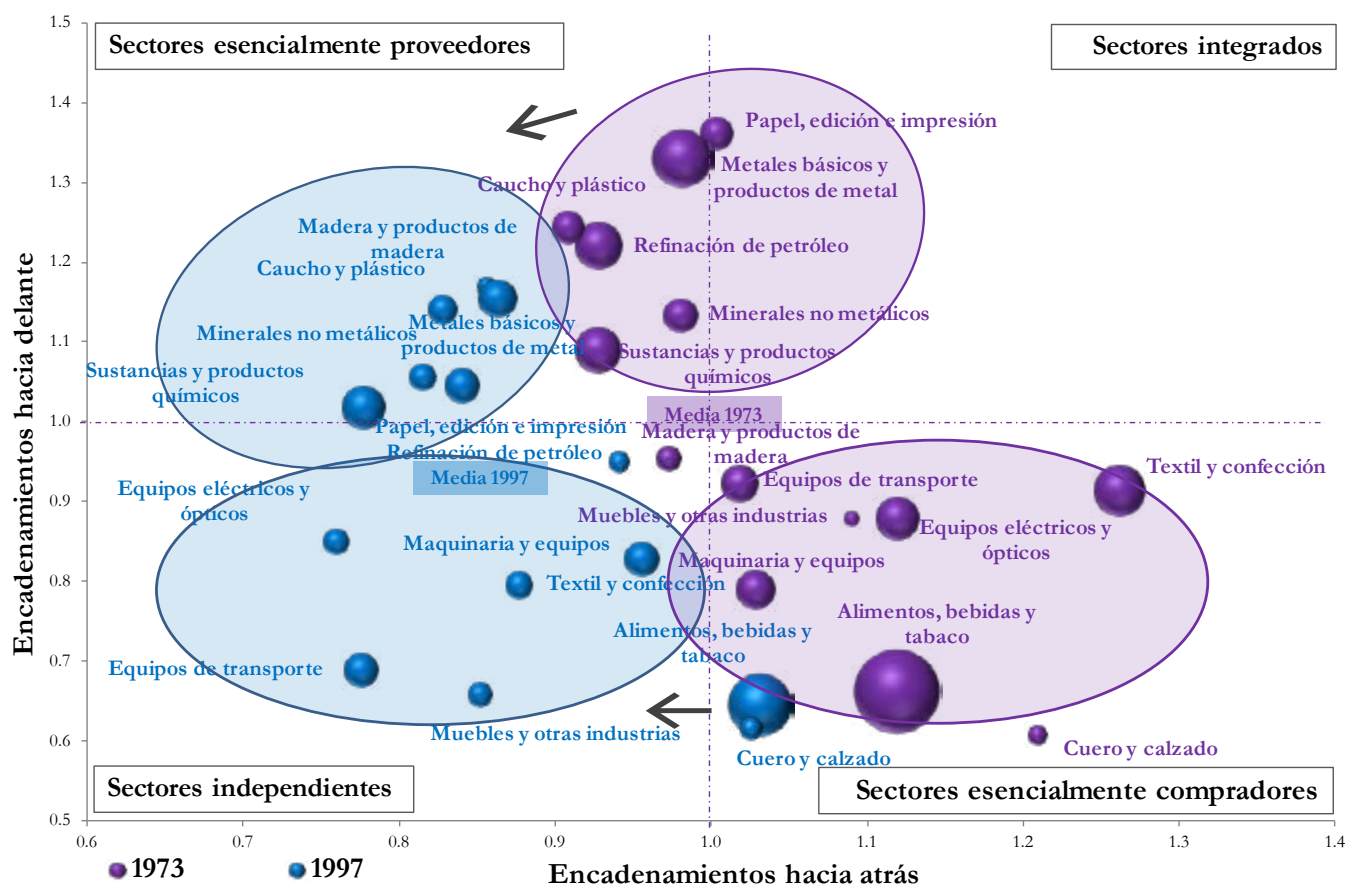 1.5
Sectores esencialmente proveedores
Sectores integrados
1.4
Papel, edición e impresión
Metales básicos y
productos de metal
1.3
Caucho y plástico
Madera y productos de
madera
Refinación de petróleo
1.2
Caucho y plástico
Minerales no metálicos
Minerales no metálicos
Metales básicos y
productos de metal
1.1
Sustancias y productos
químicos
Sustancias y productos
químicos
Media 1973
1.0
Papel, edición e impresión
Madera y productos de
madera
Refinación de petróleo
Textil y confección
Media 1997
Equipos de transporte
Equipos eléctricos y
ópticos
0.9
Muebles y otras industrias
Equipos eléctricos y
ópticos
Maquinaria y equipos
Maquinaria y equipos
0.8
Textil y confección
Alimentos, bebidas y
tabaco
Alimentos, bebidas y
tabaco
0.7
Equipos de transporte
Muebles y otras industrias
0.6
Cuero y calzado
Cuero y calzado
Sectores independientes
Sectores esencialmente compradores
0.5
0.6
0.7
0.8
0.9
1.0
1.1
1.2
1.3
1.4
Encadenamientos hacia delante
Encadenamientos hacia atrás
1973
1997